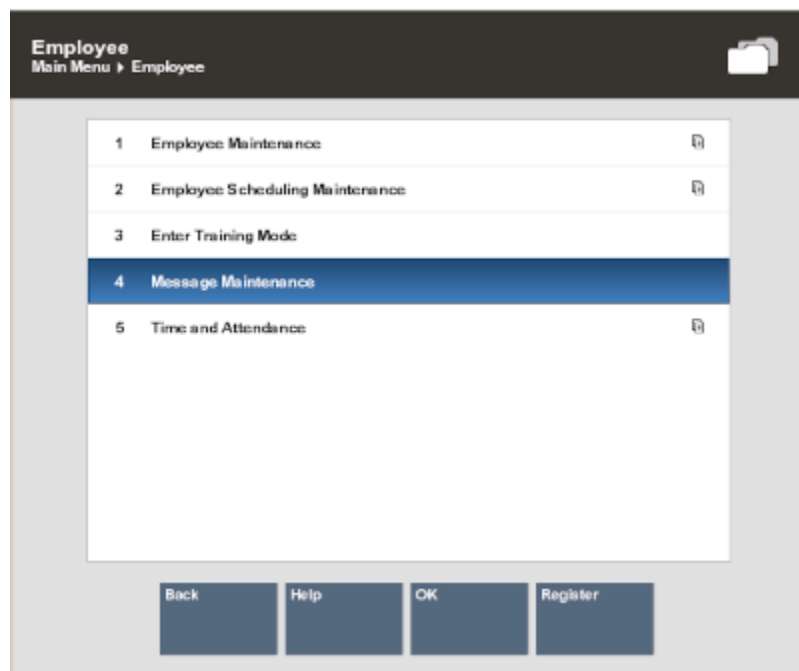 Employee
Main Menu ▸ Employee
1 Employee Maintenance
2 Employee Scheduling Maintenance
3 Enter Training Mode
4 Message Maintenance
5 Time and Attendance
Back Help OK Register